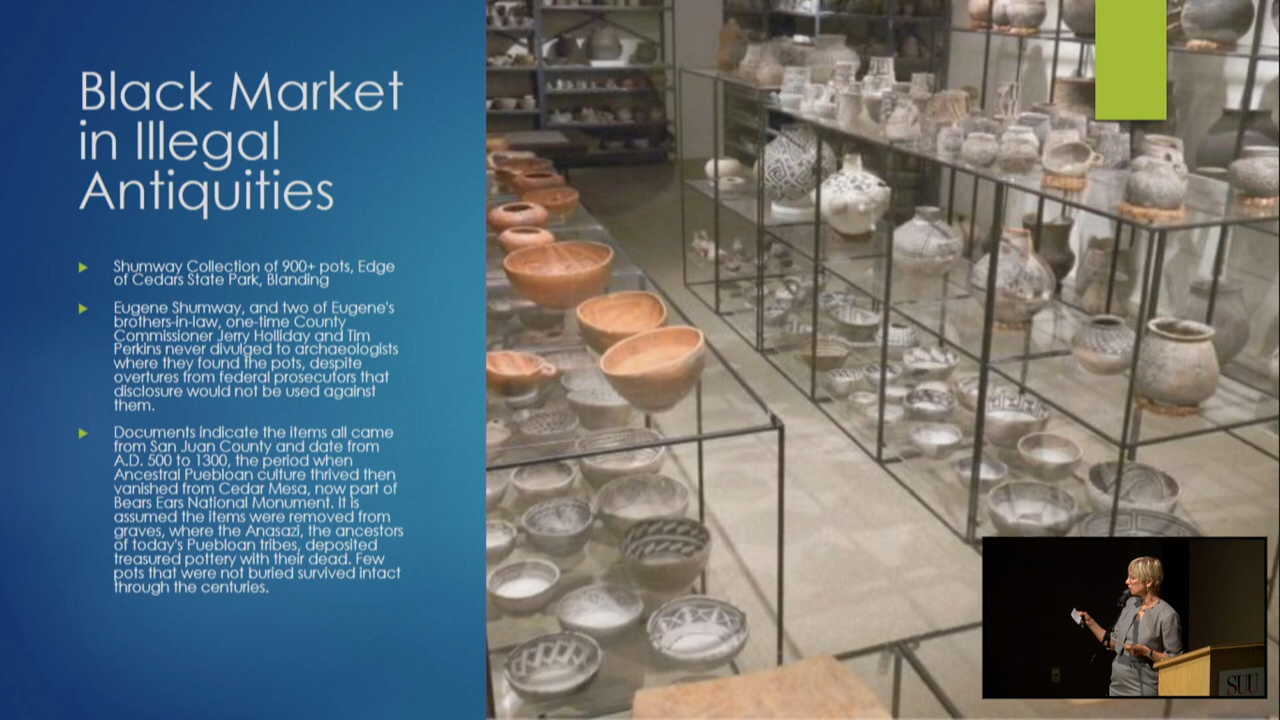 Black Market
in Illegal
Antiquities
Shumway Collection of 900+ pots, Edge
of Cedars State Park, Blanding
Eugene Shumway, and two of Eugene's
brothers-in-law, one-time County
Commissioner Jerry Holliday and Tim
Perkins never divulged to archaeologists
where they found the pots, despite
overtures from federal prosecutors that
disclosure would not be used against
them.
Documents indicate the items all came
from San Juan County and date from
A.D. 500 to 1300, the period when
Ancestral Puebloan culture thrived then
vanished from Cedar Mesa, now part of
Bears Ears National Monument. It is
assumed the items were removed from
graves, where the Anasazi, the ancestors
of today's Puebloan tribes, deposited
treasured pottery with their dead. Few
pots that were not buried survived intact
through the centuries.
SUU